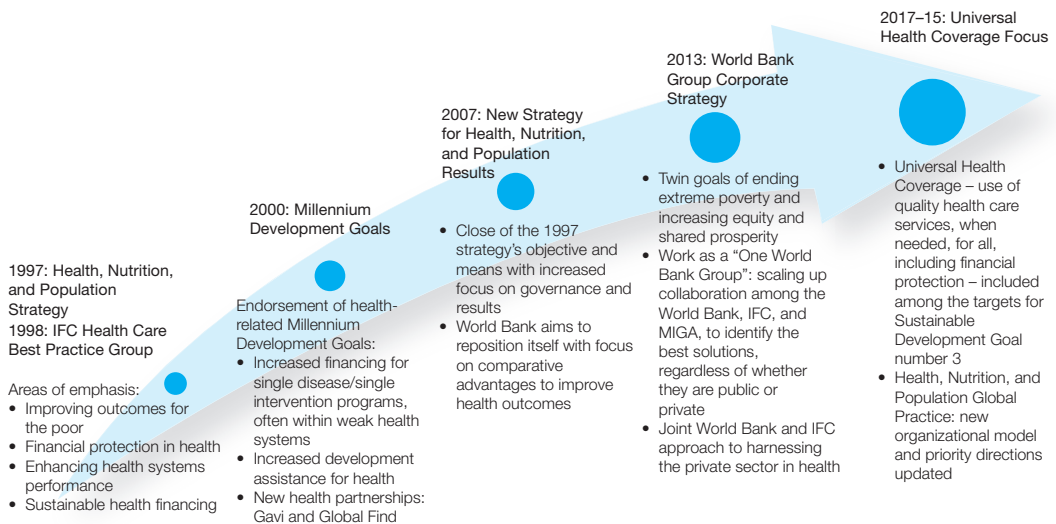 1997: Health, Nutrition,
and Population
Strategy
1998: IFC Health Care
Best Practice Group
Areas of emphasis:
• Improving outcomes for
the poor
• Financial protection in health
• Enhancing health systems
performance
• Sustainable health financing
2000: Millennium
Development Goals
Endorsement of health-
related Millennium
Development Goals:
• Increased financing for
single disease/single
intervention programs,
often within weak health
systems
• Increased development
assistance for health
• New health partnerships:
Gavi and Global Find
2007: New Strategy
for Health, Nutrition,
and Population
Results
• Close of the 1997
strategy’s objective and
means with increased
focus on governance and
results
• World Bank aims to
reposition itself with focus
on comparative
advantages to improve
health outcomes
2013: World Bank
Group Corporate
Strategy
• Twin goals of ending
extreme poverty and
increasing equity and
shared prosperity
• Work as a “One World
Bank Group”: scaling up
collaboration among the
World Bank, IFC, and
MIGA, to identify the
best solutions,
regardless of whether
they are public or
private
• Joint World Bank and IFC
approach to harnessing
the private sector in health
2017–15: Universal
Health Coverage Focus
• Universal Health
Coverage – use of
quality health care
services, when
needed, for all,
including financial
protection – included
among the targets for
Sustainable
Development Goal
number 3
• Health, Nutrition, and
Population Global
Practice: new
organizational model
and priority directions
updated